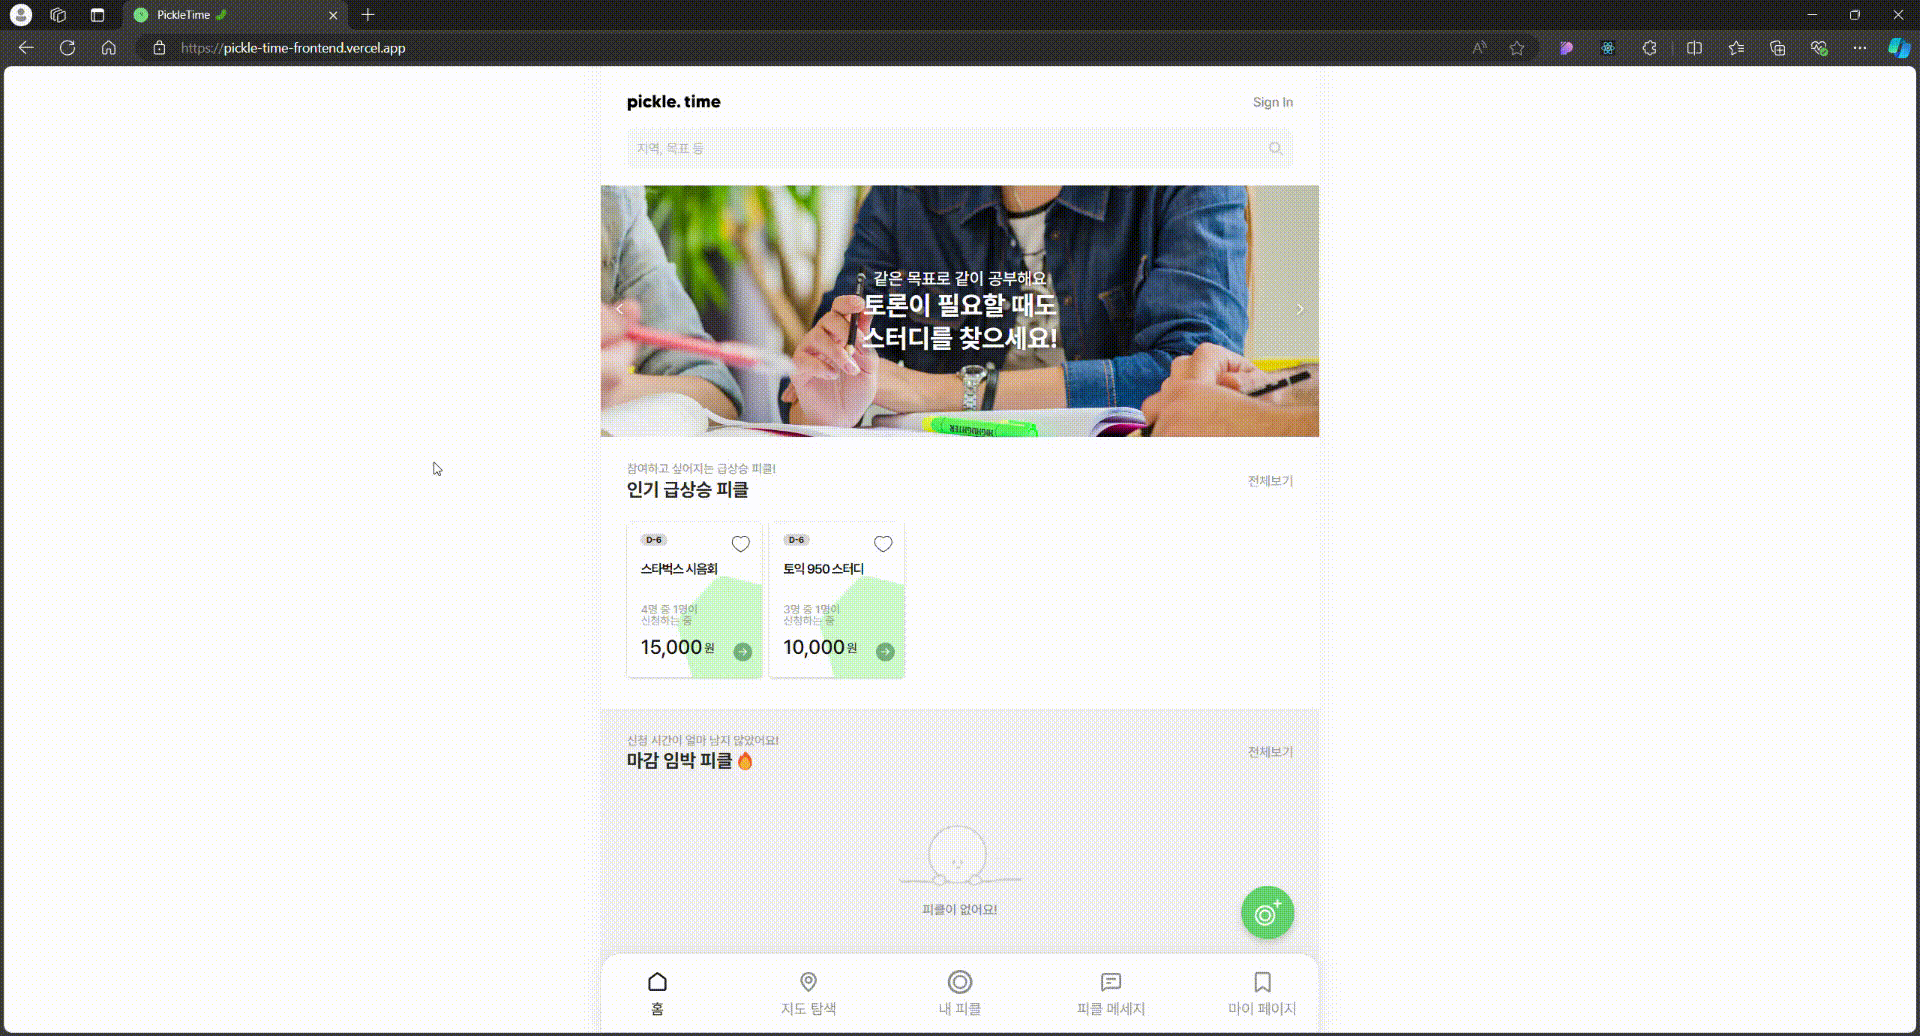 PickleTime
https://pickle-time-frontend.vercel.app
pickle. time
Sign In
지역, 목표 등
같은 목표로 같이 공부해요
토론이 필요할 때도
스터디를 찾으세요!
HIGHLIGHTER
참여하고 싶어지는 급상승 피클!
인기 급상승 피클
전체보기
D-6
스타벅스 시음회
4명 중 1명이
신청하는 중
15,000원
D-6
토익 950 스터디
3명 중 1명이
신청하는 중
10,000원
신청 시간이 얼마 남지 않았어요!
마감 임박 피클
전체보기
피클이 없어요!
홈
지도 탐색
내 피클
피클 메세지
마이 페이지